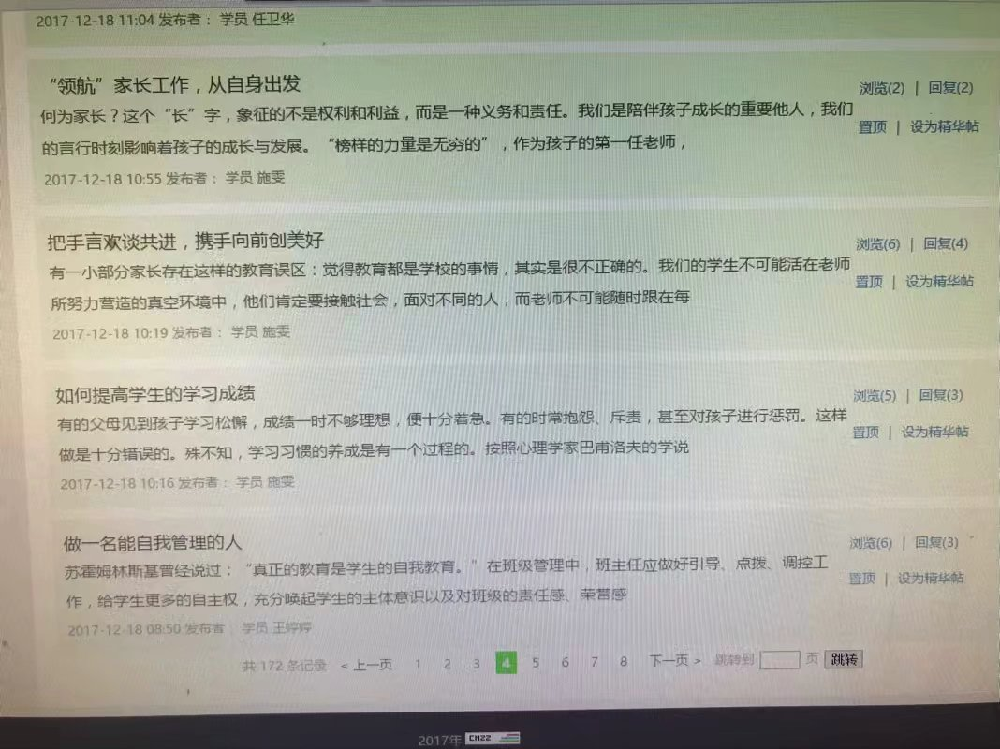 2017-12-18 11:04 发布者： 学员 任卫华
“领航”家长工作，从自身出发
浏览(2) | 回复(2)
何为家长？这个“长”字，象征的不是权利和利益，而是一种义务和责任。我们是陪伴孩子成长的重要他人，我们
置顶 | 设为精华帖
的言行时刻影响着孩子的成长与发展。“榜样的力量是无穷的”，作为孩子的第一任老师，
2017-12-18 10:55 发布者： 学员 施雯
把手言欢谈共进，携手向前创美好
浏览(6) | 回复(4)
有一小部分家长存在这样的教育误区：觉得教育都是学校的事情，其实是很不正确的。我们的学生不可能活在老师
置顶 | 设为精华帖
所努力营造的真空环境中，他们肯定要接触社会，面对不同的人，而老师不可能随时跟在每
2017-12-18 10:19 发布者： 学员 施雯
如何提高学生的学习成绩
浏览(5) | 回复(3)
有的父母见到孩子学习松懈，成绩一时不够理想，便十分着急。有的时常抱怨、斥责，甚至对孩子进行惩罚。这样
置顶 | 设为精华帖
做是十分错误的。殊不知，学习习惯的养成是有一个过程的。按照心理学家巴甫洛夫的学说
2017-12-18 10:16 发布者： 学员 施雯
做一名能自我管理的人
浏览(6) | 回复(3)
苏霍姆林斯基曾经说过：“真正的教育是学生的自我教育。”在班级管理中，班主任应做好引导、点拨、调控工
置顶 | 设为精华帖
作，给学生更多的自主权，充分唤起学生的主体意识以及对班级的责任感、荣誉感
2017-12-18 08:50 发布者： 学员 王婷婷
共 172 条记录 < 上一页 1 2 3 4 5 6 7 8 下一页 > 跳转到 页 跳转
2017年 CNZZ